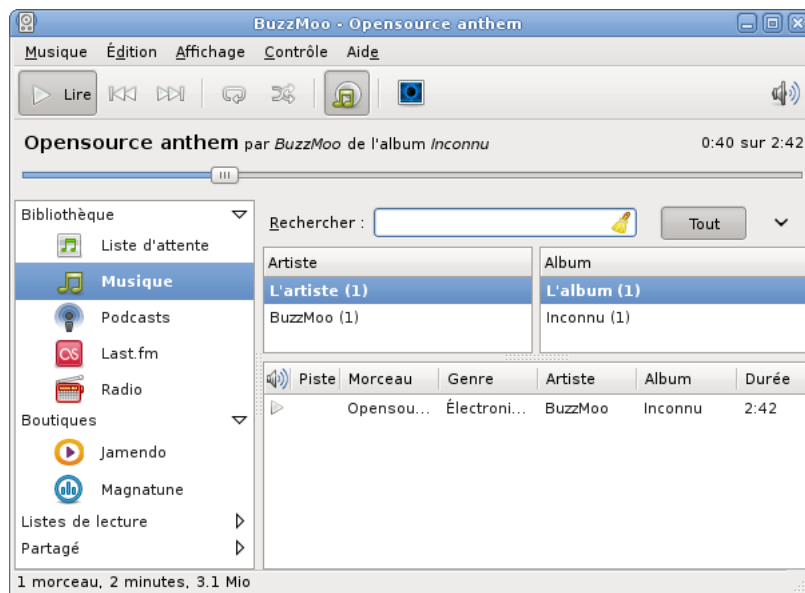 BuzzMoo - Opensource anthem
Musique Édition Affichage Contrôle Aide
Lire
Opensource anthem par BuzzMoo de l'album Inconnu 0:40 sur 2:42
Bibliothèque
Liste d'attente
Musique
Podcasts
Last.fm
Radio
Boutiques
Jamendo
Magnatune
Listes de lecture
Partagé
Rechercher : Tout
Artiste Album
L'artiste (1) L'album (1)
BuzzMoo (1) Inconnu (1)
Piste Morceau Genre Artiste Album Durée
Opensou... Électroni... BuzzMoo Inconnu 2:42
1 morceau, 2 minutes, 3.1 Mio